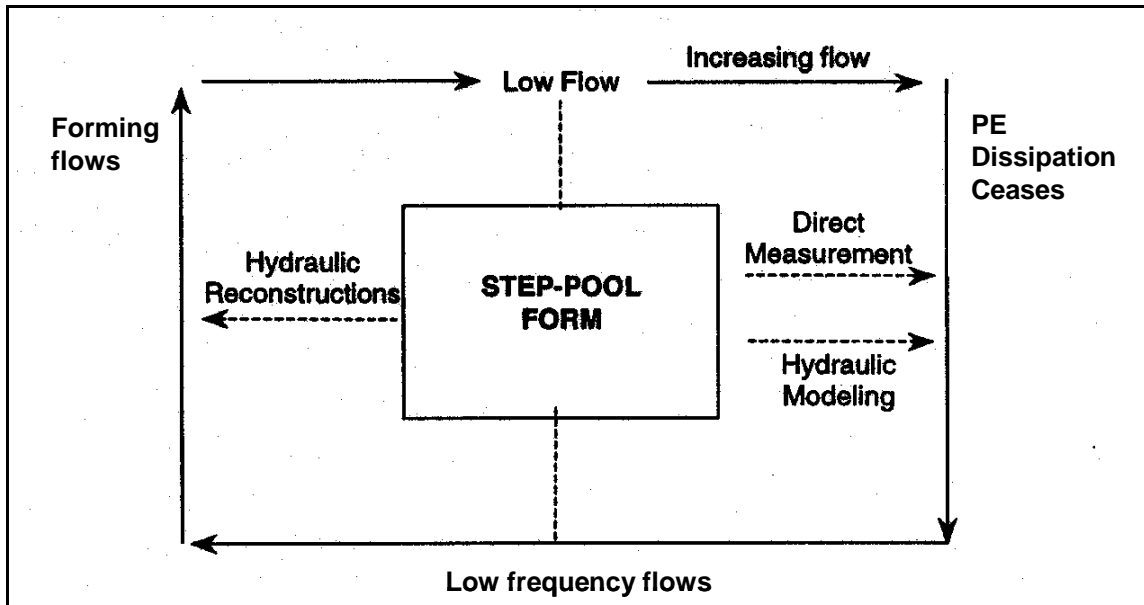 Increasing flow
Low Flow
Forming
flows
PE
Dissipation
Ceases
Hydraulic
Reconstructions
STEP-POOL
FORM
Direct
Measurement
Hydraulic
Modeling
Low frequency flows